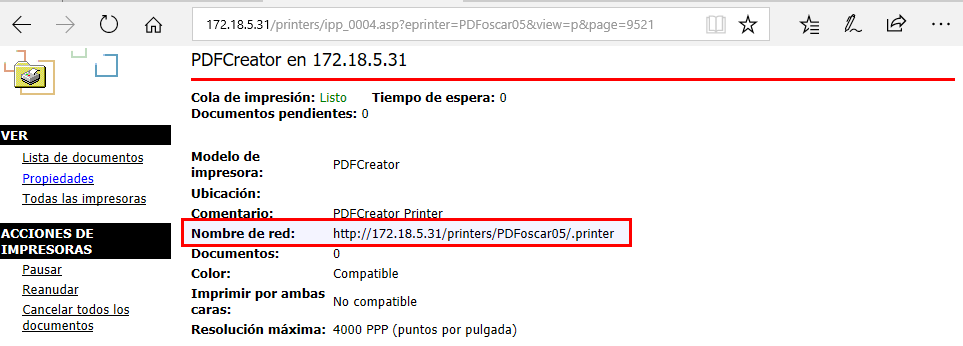 172.18.5.31/printers/ipp_0004.asp?eprinter=PDFoscar05&view=p&page=9521
PDFCreator en 172.18.5.31
Cola de impresión: Listo Tiempo de espera: 0
Documentos pendientes: 0
VER
Lista de documentos
Propiedades
Todas las impresoras
ACCIONES DE
IMPRESORAS
Pausar
Reanudar
Cancelar todos los
documentos
Modelo de
impresora: PDFCreator
Ubicación:
Comentario: PDFCreator Printer
Nombre de red: http://172.18.5.31/printers/PDFoscar05/.printer
Documentos: 0
Color: Compatible
Imprimir por ambas
caras: No compatible
Resolución máxima: 4000 PPP (puntos por pulgada)